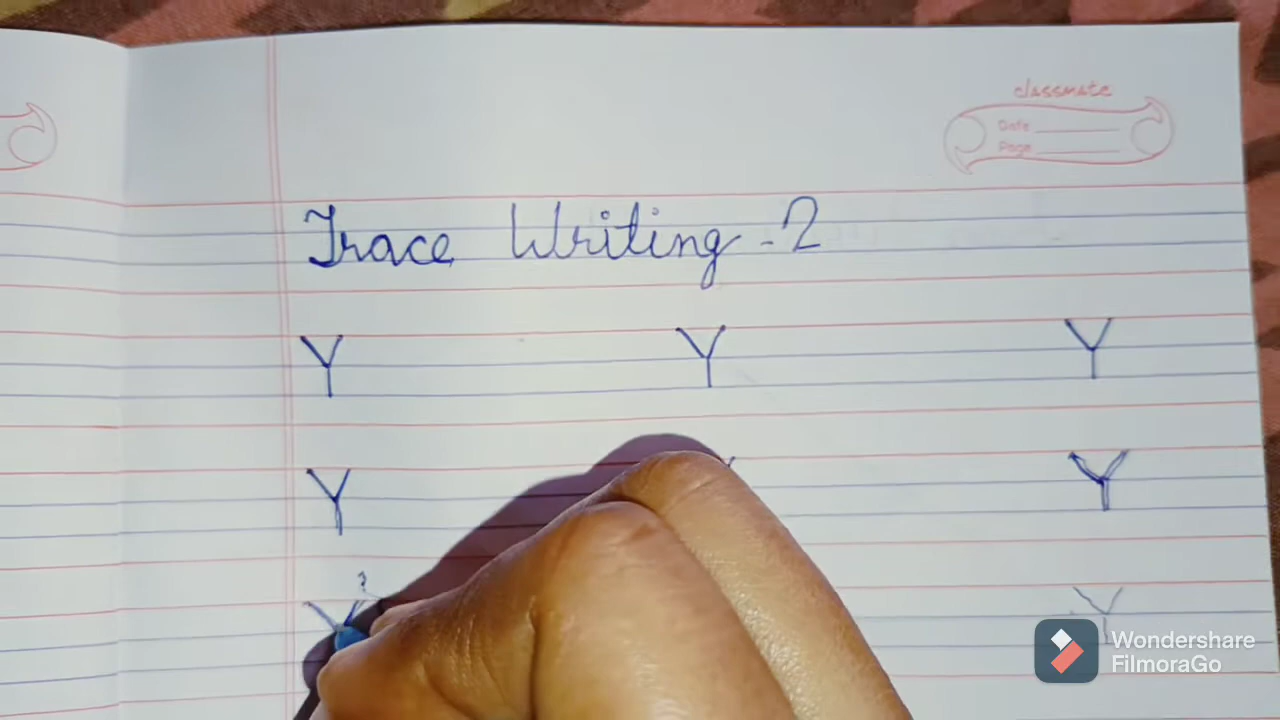 classmate
Date
Page
Trace Writing - 2
Y Y Y
Y Y
Y Y
Wondershare
FilmoraGo